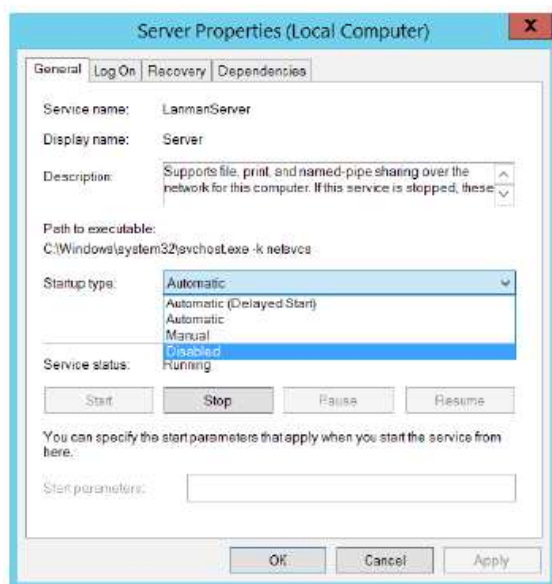 Server Properties (Local Computer)
X
General Log On Recovery Dependencies
Service name: LanmanServer
Display name: Server
Description: Supports file, print, and named-pipe sharing over the
network for this computer. If this service is stopped, these
Path to executable:
C:\Windows\system32\svchost.exe -k netsvcs
Startup type: Automatic
Automatic (Delayed Start)
Automatic
Manual
Disabled
Service status: Running
Start Stop Pause Resume
You can specify the start parameters that apply when you start the service from
here.
Start parameters:
OK Cancel Apply